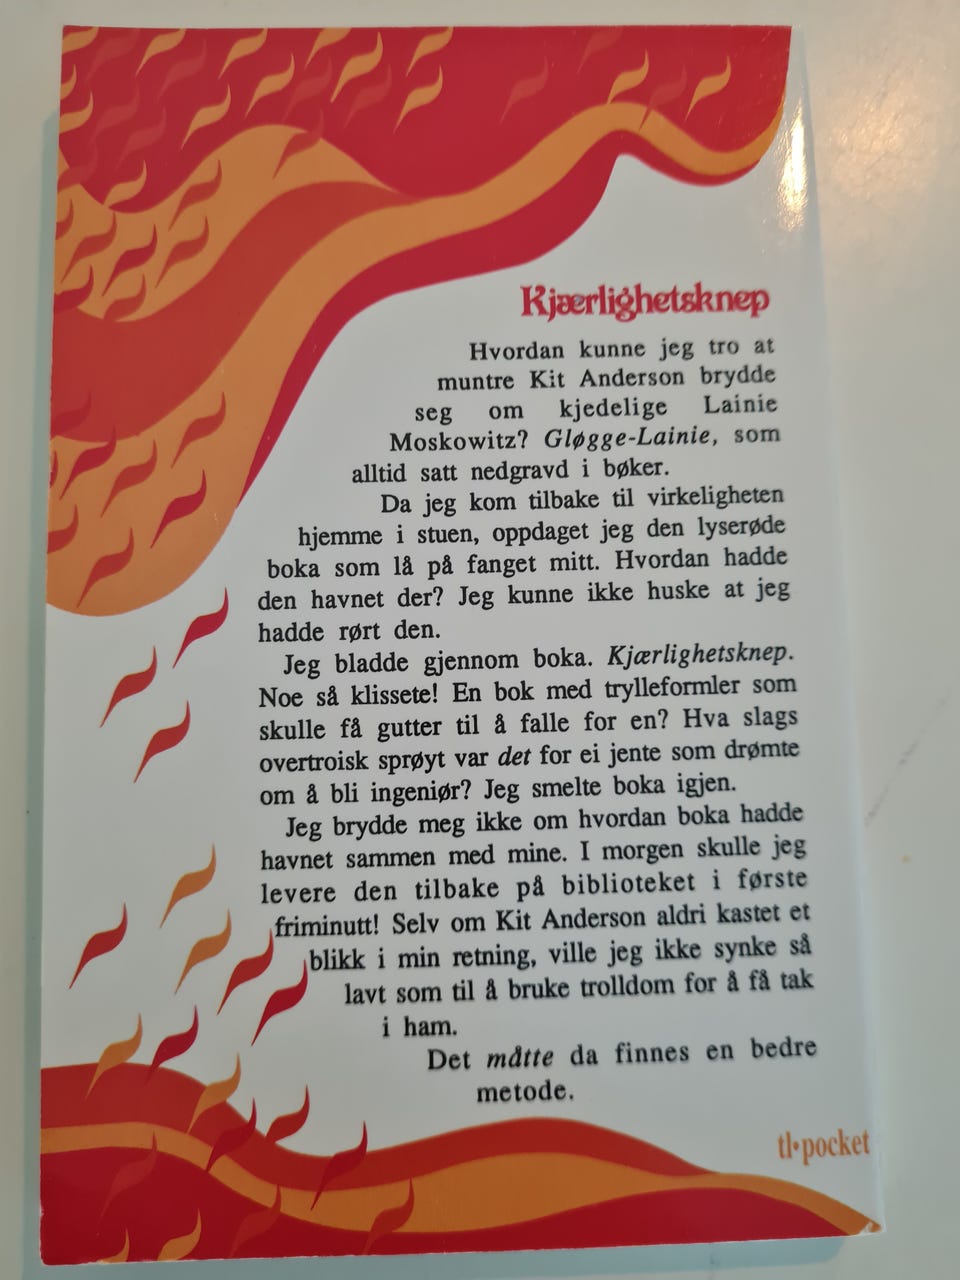 Kjærlighetsknep
Hvordan kunne jeg tro at
muntre Kit Anderson brydde
seg om kjedelige Lainie
Moskowitz? Gløgge-Lainie, som
alltid satt nedgravd i bøker.
Da jeg kom tilbake til virkeligheten
hjemme i stuen, oppdaget jeg den lyserøde
boka som lå på fanget mitt. Hvordan hadde
den havnet der? Jeg kunne ikke huske at jeg
hadde rørt den.
Jeg bladde gjennom boka. Kjærlighetsknep.
Noe så klissete! En bok med trylleformler som
skulle få gutter til å falle for en? Hva slags
overtroisk sprøyt var det for ei jente som drømte
om å bli ingeniør? Jeg smelte boka igjen.
Jeg brydde meg ikke om hvordan boka hadde
havnet sammen med mine. I morgen skulle jeg
levere den tilbake på biblioteket i første
friminutt! Selv om Kit Anderson aldri kastet et
blikk i min retning, ville jeg ikke synke så
lavt som til å bruke trolldom for å få tak
i ham.
Det måtte da finnes en bedre
metode.
tl•pocket